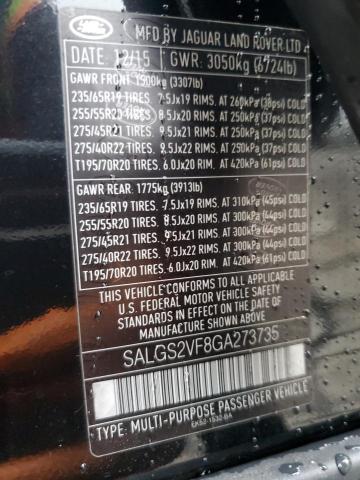 LAND ROVER
MFD.BY JAGUAR LAND ROVER LTD
DATE: 12/15 GWR: 3050kg (6724lb)
GAWR FRONT 1500kg (3307lb)
235/65R19 TIRES. 7.5Jx19 RIMS. AT 260kPa (38psi) COLD
255/55R20 TIRES. 8.5Jx20 RIMS. AT 250kPa (37psi) COLD
275/45R21 TIRES. 9.5Jx21 RIMS. AT 250kPa (37psi) COLD
275/40R22 TIRES. 9.5Jx22 RIMS. AT 250kPa (37psi) COLD
T195/70R20 TIRES. 6.0Jx20 RIM. AT 420kPa (61psi) COLD
GAWR REAR: 1775kg (3913lb)
235/65R19 TIRES. 7.5Jx19 RIMS. AT 310kPa (45psi) COLD
255/55R20 TIRES. 8.5Jx20 RIMS. AT 300kPa (44psi) COLD
275/45R21 TIRES. 9.5Jx21 RIMS. AT 300kPa (44psi) COLD
275/40R22 TIRES. 9.5Jx22 RIMS. AT 300kPa (44psi) COLD
T195/70R20 TIRES. 6.0Jx20 RIM. AT 420kPa (61psi) COLD
THIS VEHICLE CONFORMS TO ALL APPLICABLE
U.S. FEDERAL MOTOR VEHICLE SAFETY AND
THEFT PREVENTION STANDARDS IN EFFECT ON THE DATE OF
MANUFACTURE SHOWN ABOVE.
SALGS2VF8GA273735
TYPE: MULTI-PURPOSE PASSENGER VEHICLE